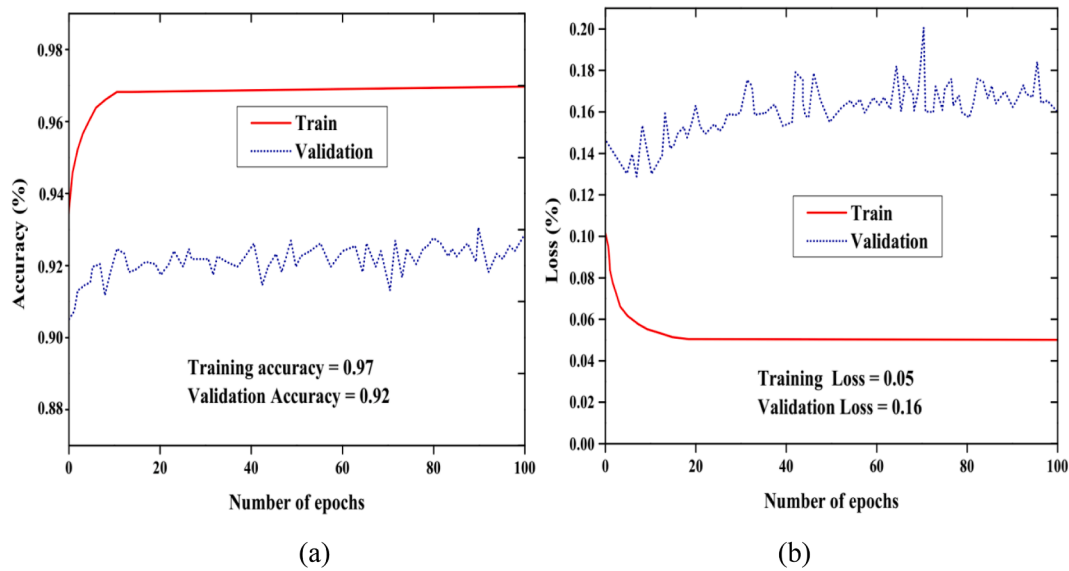 0.98
0.96
0.94
0.92
0.90
0.88
Accuracy (%)
Train
Validation
Training accuracy = 0.97
Validation Accuracy = 0.92
0 20 40 60 80 100
Number of epochs
(a)
0.20
0.18
0.16
0.14
0.12
0.10
0.08
0.06
0.04
0.02
0.00
Loss (%)
Train
Validation
Training Loss = 0.05
Validation Loss = 0.16
0 20 40 60 80 100
Number of epochs
(b)